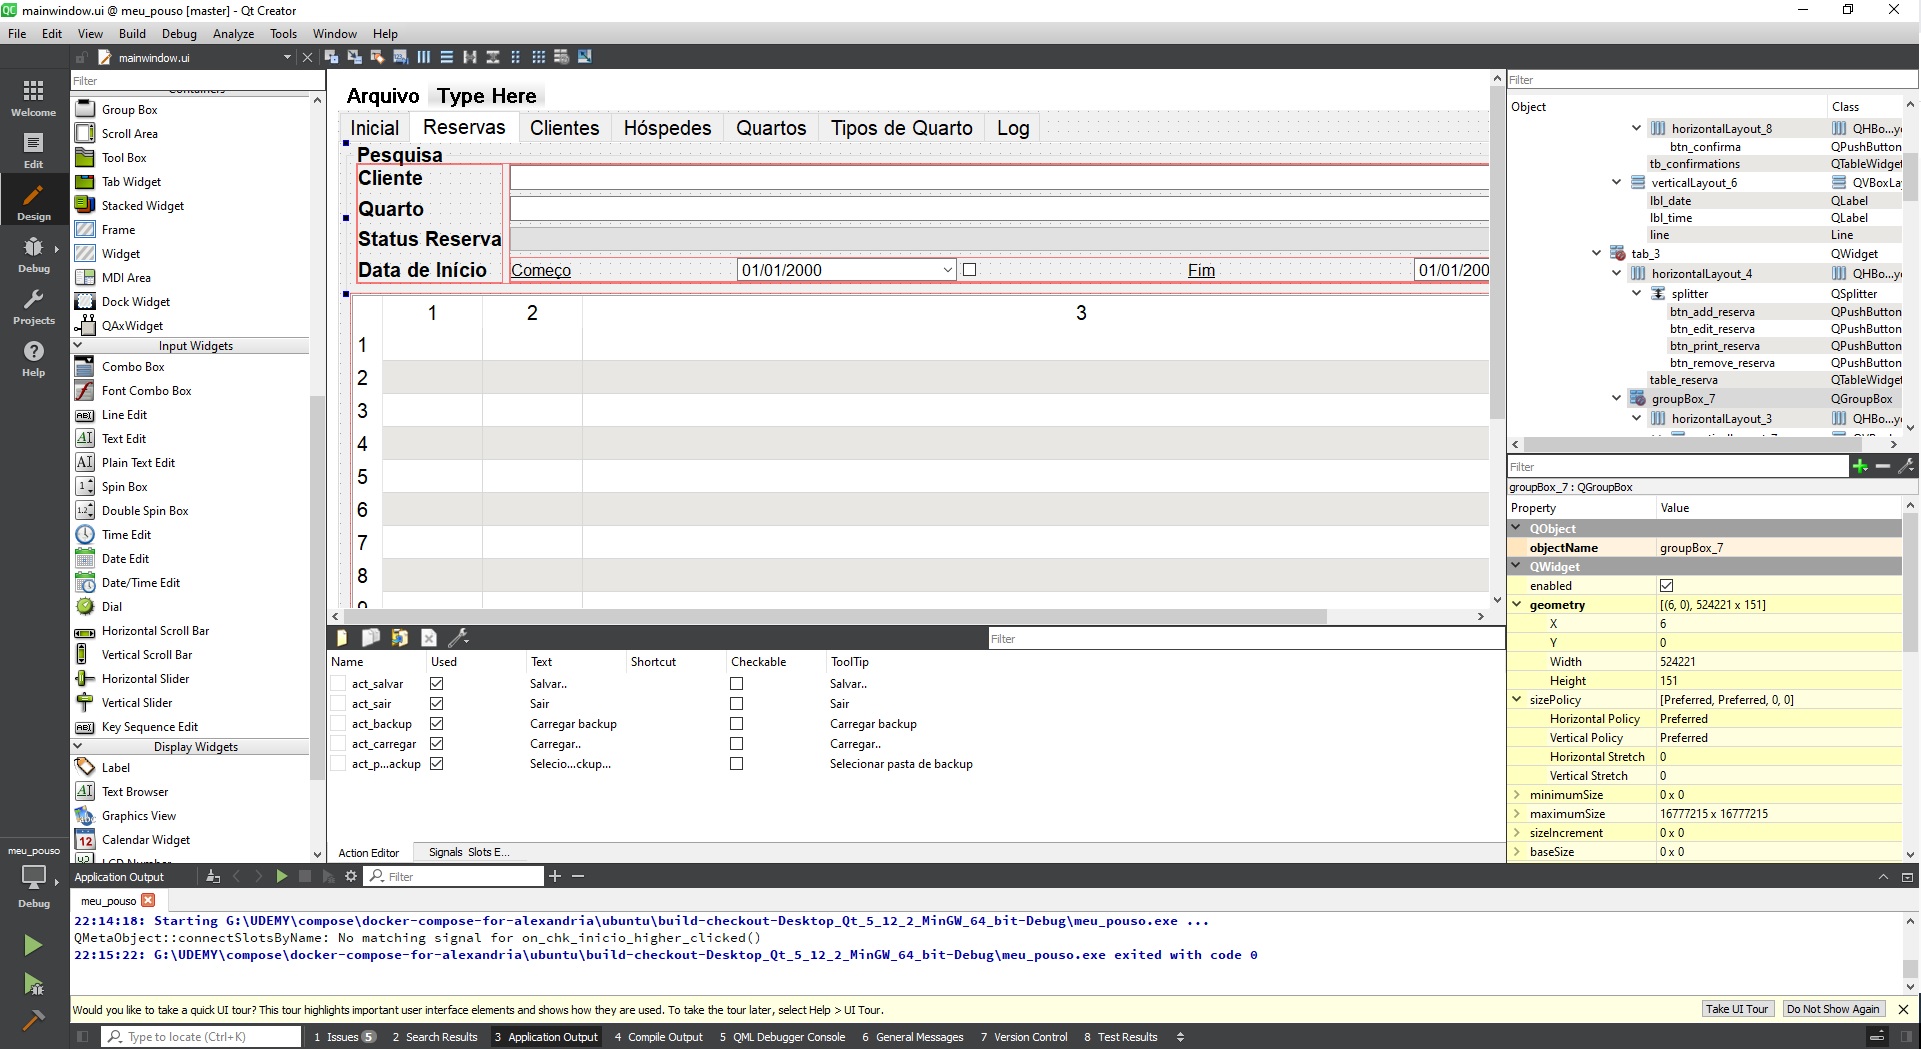 mainwindow.ui @ meu_pouso [master] - Qt Creator
File Edit View Build Debug Analyze Tools Window Help
mainwindow.ui
Welcome
Edit
Design
Debug
Projects
Help
meu_pouso
Debug
Filter
Containers
Group Box
Scroll Area
Tool Box
Tab Widget
Stacked Widget
Frame
Widget
MDI Area
Dock Widget
QAxWidget
Input Widgets
Combo Box
Font Combo Box
Line Edit
Text Edit
Plain Text Edit
Spin Box
Double Spin Box
Time Edit
Date Edit
Date/Time Edit
Dial
Horizontal Scroll Bar
Vertical Scroll Bar
Horizontal Slider
Vertical Slider
Key Sequence Edit
Display Widgets
Label
Text Browser
Graphics View
Calendar Widget
LCD Number
Arquivo Type Here
Inicial Reservas Clientes Hóspedes Quartos Tipos de Quarto Log
Pesquisa
Cliente
Quarto
Status Reserva
Data de Início Começo 01/01/2000 Fim 01/01/200
1 2 3
1
2
3
4
5
6
7
8
9
Filter
Name Used Text Shortcut Checkable ToolTip
act_salvar Salvar.. Salvar..
act_sair Sair Sair
act_backup Carregar backup Carregar backup
act_carregar Carregar.. Carregar..
act_p...ackup Selecio...ckup... Selecionar pasta de backup
Action Editor Signals Slots E...
Filter
Object Class
horizontalLayout_8 QHBo...y
btn_confirma QPushButton
tb_confirmations QTableWidget
verticalLayout_6 QVBoxLa
lbl_date QLabel
lbl_time QLabel
line Line
tab_3 QWidget
horizontalLayout_4 QHBo...y
splitter QSplitter
btn_add_reserva QPushButton
btn_edit_reserva QPushButton
btn_print_reserva QPushButton
btn_remove_reserva QPushButton
table_reserva QTableWidget
groupBox_7 QGroupBox
horizontalLayout_3 QHBo...y
Filter
groupBox_7 : QGroupBox
Property Value
QObject
objectName groupBox_7
QWidget
enabled
geometry [(6, 0), 524221 x 151]
X 6
Y 0
Width 524221
Height 151
sizePolicy [Preferred, Preferred, 0, 0]
Horizontal Policy Preferred
Vertical Policy Preferred
Horizontal Stretch 0
Vertical Stretch 0
minimumSize 0 x 0
maximumSize 16777215 x 16777215
sizeIncrement 0 x 0
baseSize 0 x 0
Application Output Filter
meu_pouso
22:14:18: Starting G:\UDEMY\compose\docker-compose-for-alexandria\ubuntu\build-checkout-Desktop_Qt_5_12_2_MinGW_64_bit-Debug\meu_pouso.exe ...
QMetaObject::connectSlotsByName: No matching signal for on_chk_inicio_higher_clicked()
22:15:22: G:\UDEMY\compose\docker-compose-for-alexandria\ubuntu\build-checkout-Desktop_Qt_5_12_2_MinGW_64_bit-Debug\meu_pouso.exe exited with code 0
Would you like to take a quick UI tour? This tour highlights important user interface elements and shows how they are used. To take the tour later, select Help > UI Tour. Take UI Tour Do Not Show Again
Type to locate (Ctrl+K) 1 Issues 5 2 Search Results 3 Application Output 4 Compile Output 5 QML Debugger Console 6 General Messages 7 Version Control 8 Test Results